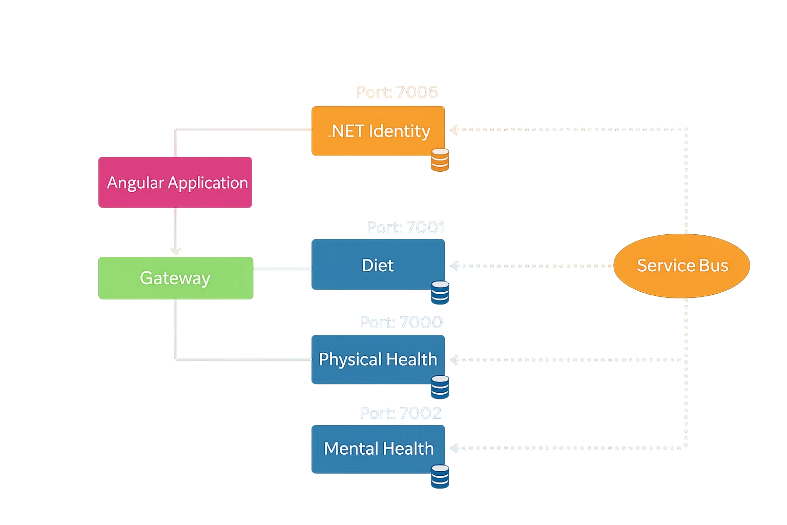 Port: 7005
.NET Identity
Angular Application
Port: 7001
Diet
Service Bus
Gateway
Port: 7000
Physical Health
Port: 7002
Mental Health